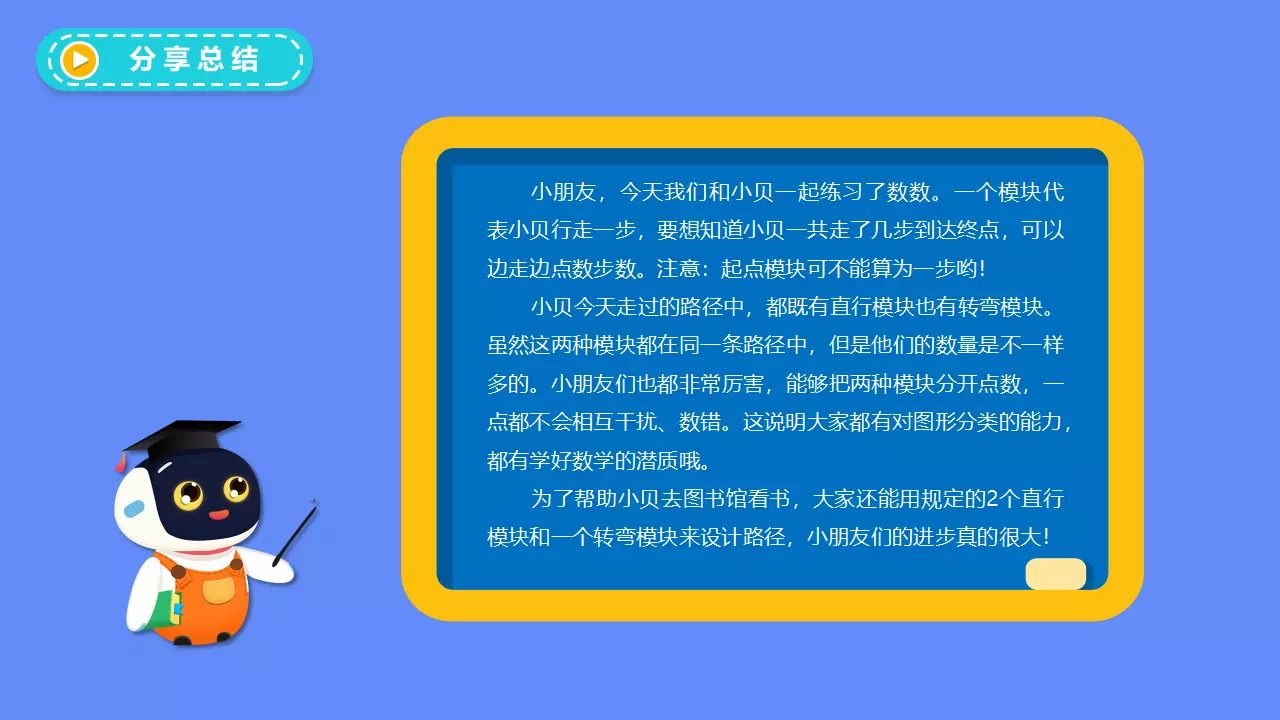 分享总结
小朋友，今天我们和小贝一起练习了数数。一个模块代
表小贝行走一步，要想知道小贝一共走了几步到达终点，可以
边走边点数步数。注意：起点模块可不能算为一步哟！
小贝今天走过的路径中，都既有直行模块也有转弯模块。
虽然这两种模块都在同一条路径中，但是他们的数量是不一样
多的。小朋友们也都非常厉害，能够把两种模块分开点数，一
点都不会相互干扰、数错。这说明大家都有对图形分类的能力，
都有学好数学的潜质哦。
为了帮助小贝去图书馆看书，大家还能用规定的2个直行
模块和一个转弯模块来设计路径，小朋友们的进步真的很大！